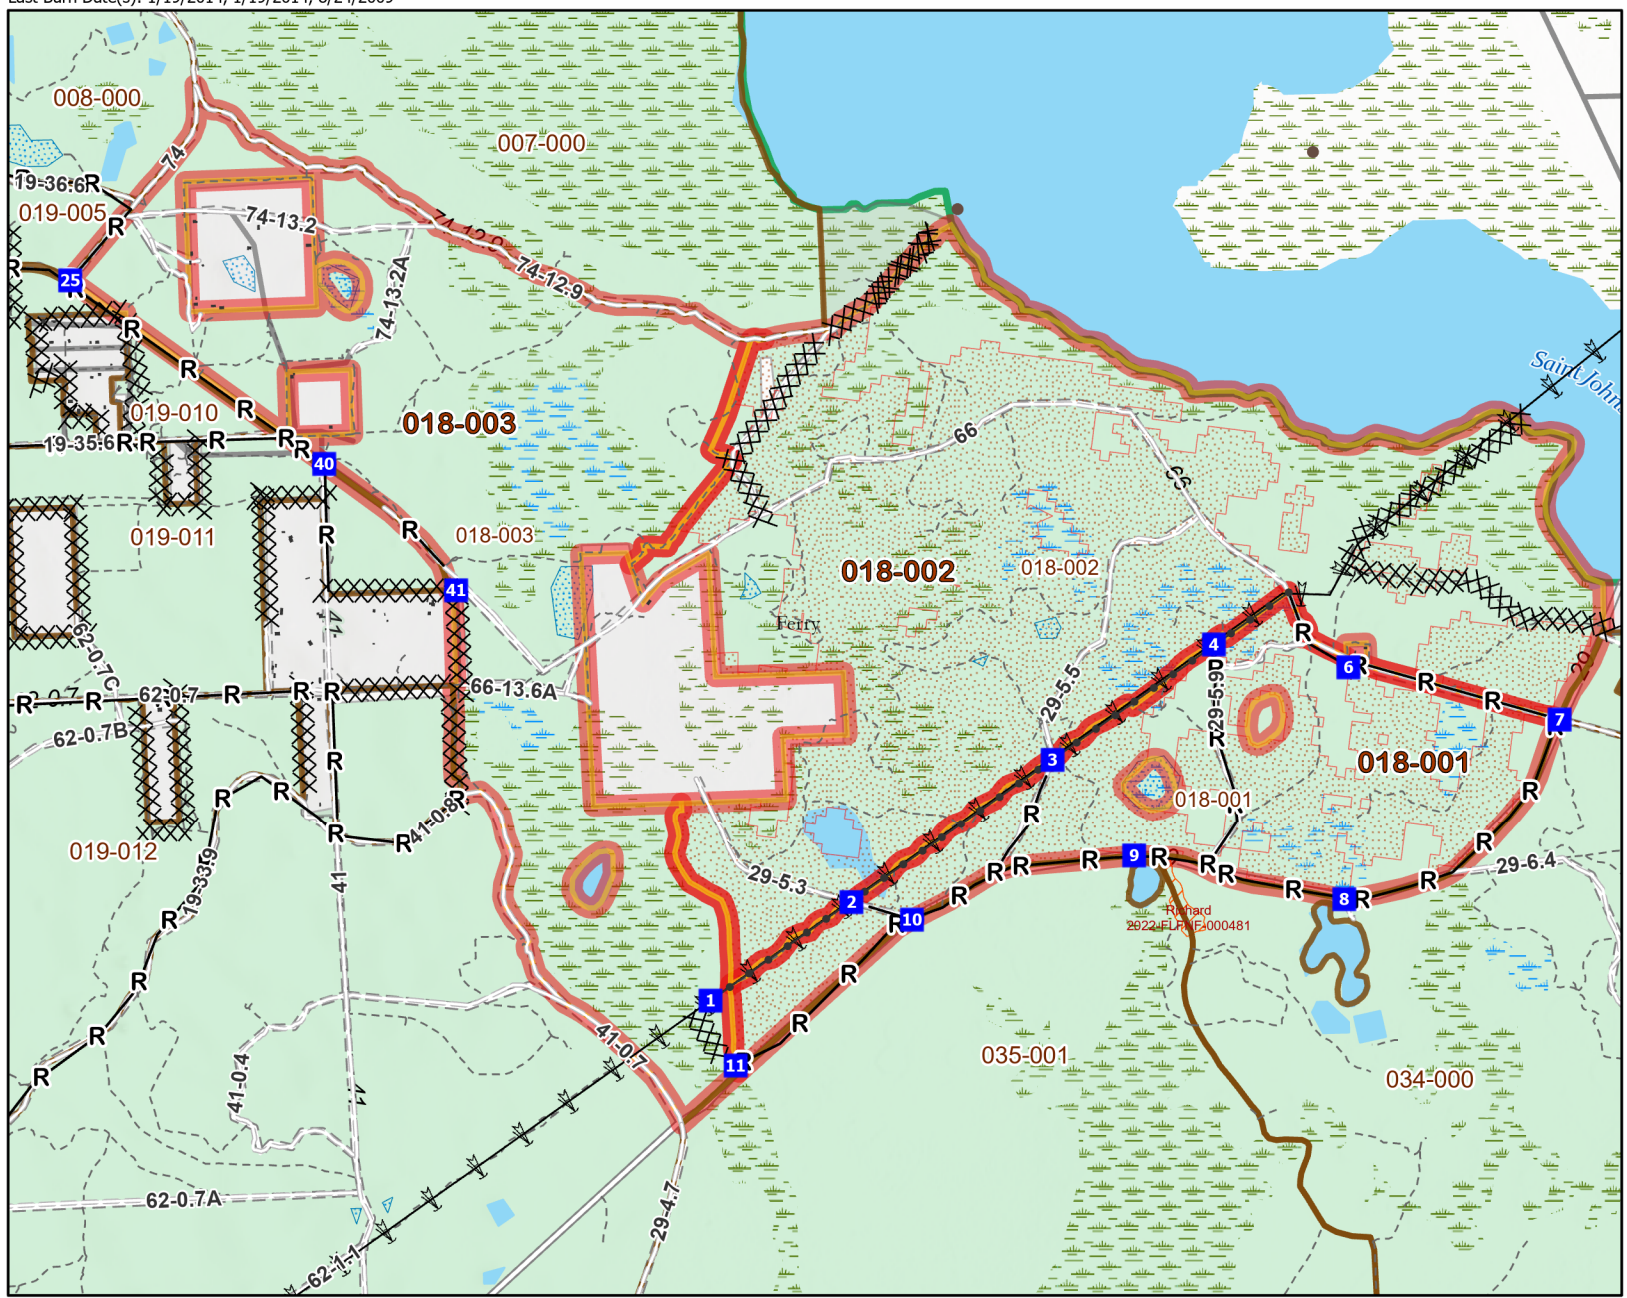 008-000
007-000
74
19-36.6
R
019-005
R
74-13.2
74-12.9
25
74-13.2A
R
R
Saint Johns
R
019-010
018-003
66
19-35.6
R
R
R
R
R
40
66
019-011
R
R
018-003
018-002
018-002
41
Ferry
R
4
6
R
62-0.7C
29-5.9
R
R
66-13.6A
29-5.5
R
R
62-0.7
R
R
R
7
62-0.7B
R
3
018-001
R
018-001
R
R
R
R
41-0.8
R
R
019-012
R
R
9
R
R
R
R
R
R
29-6.4
41
29-5.3
R
R
8
R
R
2
R
10
Richard
2022-FLFNF-000481
19-33.9
R
R
R
1
R
R
41-0.7
035-001
11
R
034-000
41-0.4
29-4.7
62-0.7A
62-1.1